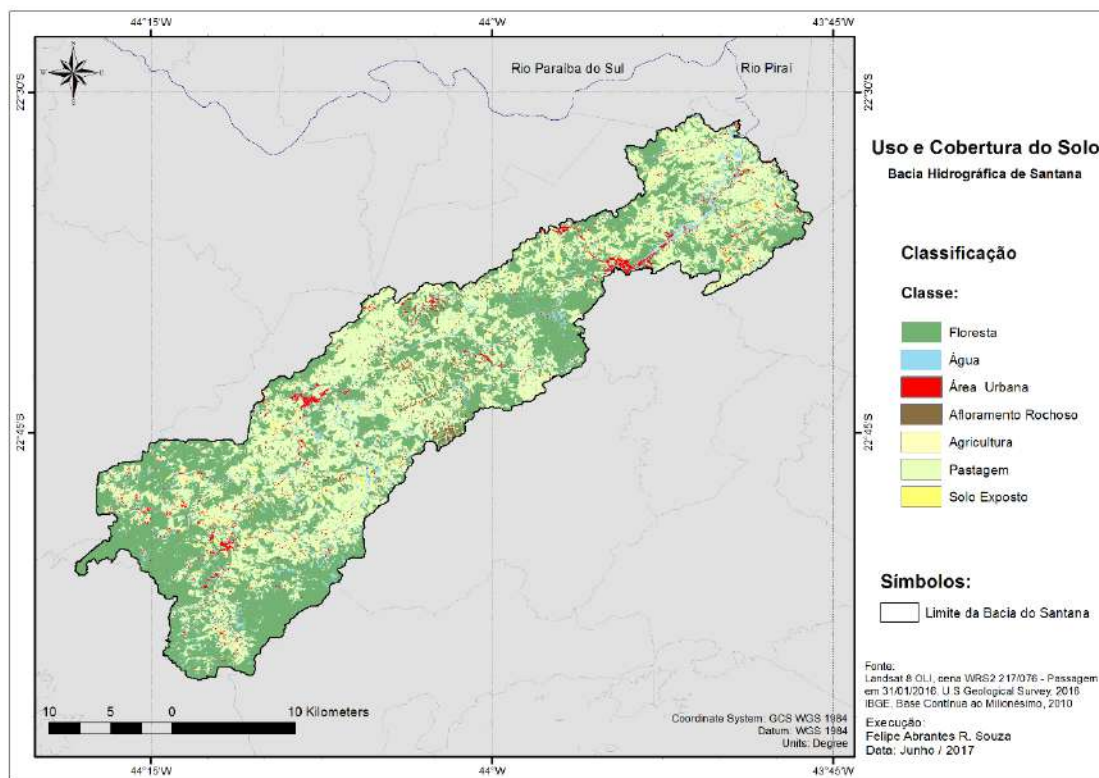 44°15'W
44°W
43°45'W
Rio Paraíba do Sul
Rio Piraí
22°30'S
22°30'S
22°45'S
22°45'S
Uso e Cobertura do Solo
Bacia Hidrográfica de Santana
Classificação
Classe:
Floresta
Água
Área Urbana
Afloramento Rochoso
Agricultura
Pastagem
Solo Exposto
Símbolos:
Limite da Bacia do Santana
Fonte:
Landsat 8 OLI, cena WRS2 217/076 - Passagem
em 31/01/2016. U.S Geological Survey, 2016
IBGE, Base Contínua ao Milionésimo, 2010
Execução:
Felipe Abrantes R. Souza
Data: Junho / 2017
10 5 0 10 Kilometers
Coordinate System: GCS WGS 1984
Datum: WGS 1984
Units: Degree
44°15'W
44°W
43°45'W